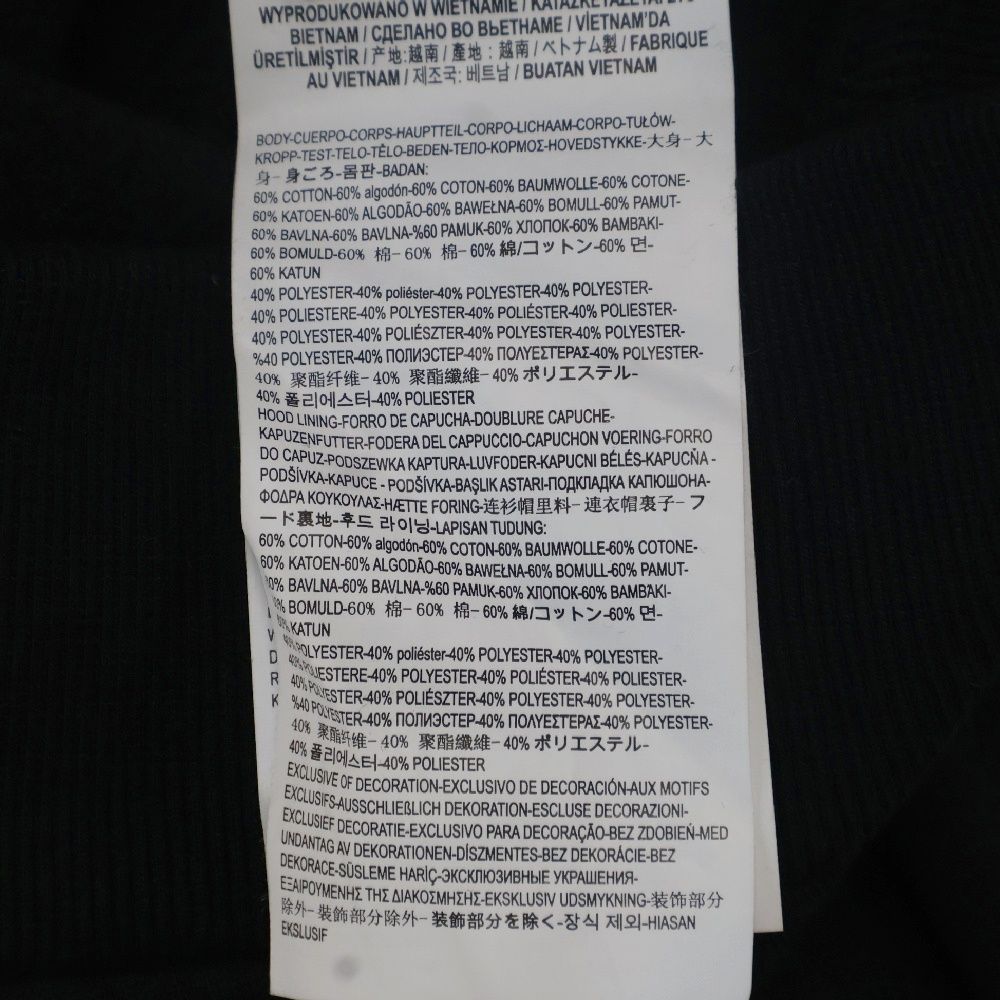 WYPRODUKOWANO W WIETNAMIE /
BIETNAM / СДЕЛАНО ВО ВЬЕТНАМЕ / VİETNAM'DA
ÜRETİLMİŞTİR / 产地:越南 / 產地:越南 / ベトナム製 / FABRIQUE
AU VIETNAM / 제조국: 베트남 / BUATAN VIETNAM
BODY-CUERPO-CORPS-HAUPTTEIL-CORPO-LICHAAM-CORPO-TUŁÓW-
KROPP-TEST-TELO-TĚLO-BEDEN-ТЕЛО-ΚΟΡΜΟΣ-HOVEDSTYKKE-大身-大
身-身ごろ-몸판-BADAN:
60% COTTON-60% algodón-60% COTON-60% BAUMWOLLE-60% COTONE-
60% KATOEN-60% ALGODÃO-60% BAWEŁNA-60% BOMULL-60% PAMUT-
60% BAVLNA-60% BAVLNA-%60 PAMUK-60% ХЛОПОК-60% ΒΑΜΒΑΚΙ-
60% BOMULD-60% 棉-60% 棉-60% 綿/コットン-60% 면-
60% KATUN
40% POLYESTER-40% poliéster-40% POLYESTER-40% POLYESTER-
40% POLIESTERE-40% POLYESTER-40% POLIÉSTER-40% POLIESTER-
40% POLYESTER-40% POLIÉSZTER-40% POLYESTER-40% POLYESTER-
%40 POLYESTER-40% ПОЛИЭСТЕР-40% ΠΟΛΥΕΣΤΕΡΑΣ-40% POLYESTER-
40% 聚酯纤维-40% 聚酯纖維-40% ポリエステル-
40% 폴리에스터-40% POLIESTER
HOOD LINING-FORRO DE CAPUCHA-DOUBLURE CAPUCHE-
KAPUZENFUTTER-FODERA DEL CAPPUCCIO-CAPUCHON VOERING-FORRO
DO CAPUZ-PODSZEWKA KAPTURA-LUVFODER-KAPUCNI BÉLÉS-KAPUCŇA -
PODŠÍVKA-KAPUCE - PODŠÍVKA-BAŞLIK ASTARI-ПОДКЛАДКА КАПЮШОНА-
ΦΟΔΡΑ ΚΟΥΚΟΥΛΑΣ-HÆTTE FORING-连衫帽里料-連衣帽裏子-フ
ード裏地-후드 라이닝-LAPISAN TUDUNG:
60% COTTON-60% algodón-60% COTON-60% BAUMWOLLE-60% COTONE-
60% KATOEN-60% ALGODÃO-60% BAWEŁNA-60% BOMULL-60% PAMUT-
60% BAVLNA-60% BAVLNA-%60 PAMUK-60% ХЛОПОК-60% ΒΑΜΒΑΚΙ-
60% BOMULD-60% 棉-60% 棉-60% 綿/コットン-60% 면-
60% KATUN
40% POLYESTER-40% poliéster-40% POLYESTER-40% POLYESTER-
40% POLIESTERE-40% POLYESTER-40% POLIÉSTER-40% POLIESTER-
40% POLYESTER-40% POLIÉSZTER-40% POLYESTER-40% POLYESTER-
%40 POLYESTER-40% ПОЛИЭСТЕР-40% ΠΟΛΥΕΣΤΕΡΑΣ-40% POLYESTER-
40% 聚酯纤维-40% 聚酯纖維-40% ポリエステル-
40% 폴리에스터-40% POLIESTER
EXCLUSIVE OF DECORATION-EXCLUSIVO DE DECORACIÓN-AUX MOTIFS
EXCLUSIFS-AUSSCHLIEßLICH DEKORATION-ESCLUSE DECORAZIONI-
EXCLUSIEF DECORATIE-EXCLUSIVO PARA DECORAÇÃO-BEZ ZDOBIEŃ-MED
UNDANTAG AV DEKORATIONEN-DÍSZMENTES-BEZ DEKORÁCIE-BEZ
DEKORACE-SÜSLEME HARİÇ-ЭКСКЛЮЗИВНЫЕ УКРАШЕНИЯ-
ΕΞΑΙΡΟΥΜΕΝΗΣ ΤΗΣ ΔΙΑΚΟΣΜΗΣΗΣ-EKSKLUSIV UDSMYKNING-装饰部分
除外-裝飾部分除外-装飾部分を除く-장식 제외-HIASAN
EKSLUSIF